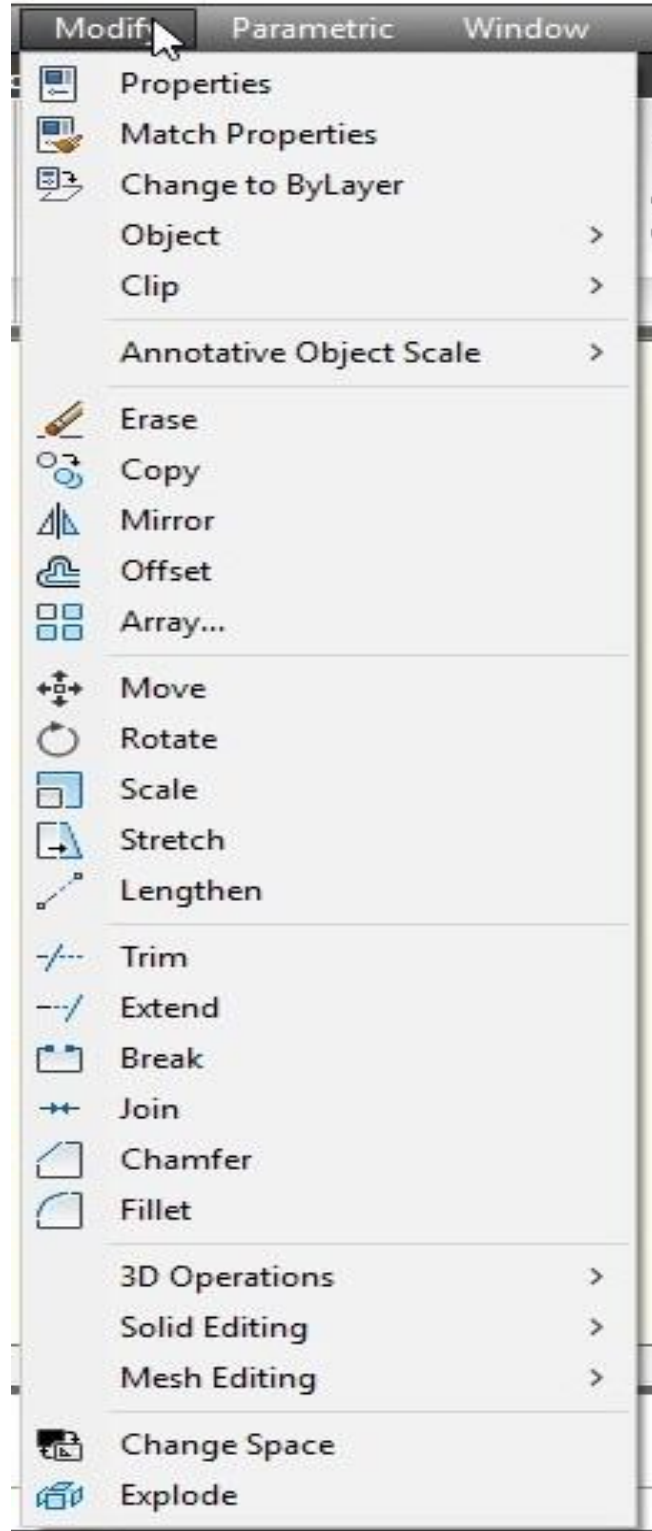 Modify Parametric Window
Properties
Match Properties
Change to ByLayer
Object
Clip
Annotative Object Scale
Erase
Copy
Mirror
Offset
Array...
Move
Rotate
Scale
Stretch
Lengthen
Trim
Extend
Break
Join
Chamfer
Fillet
3D Operations
Solid Editing
Mesh Editing
Change Space
Explode